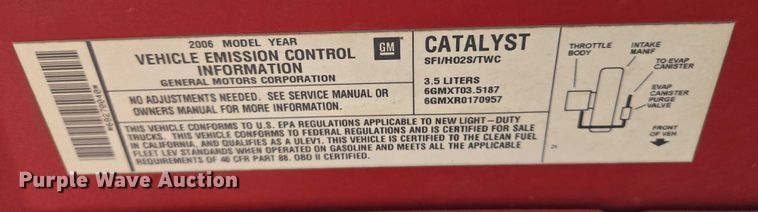 2006 MODEL YEAR
VEHICLE EMISSION CONTROL
INFORMATION
GENERAL MOTORS CORPORATION
GM
NO ADJUSTMENTS NEEDED. SEE SERVICE MANUAL OR
OWNERS MANUAL FOR MORE INFORMATION.
CATALYST
SFI/HO2S/TWC
3.5 LITERS
6GMXT03.5187
6GMXR0170957
THIS VEHICLE CONFORMS TO U.S. EPA REGULATIONS APPLICABLE TO NEW LIGHT-DUTY
TRUCKS. THIS VEHICLE CONFORMS TO FEDERAL REGULATIONS AND IS CERTIFIED FOR SALE
IN CALIFORNIA, AND QUALIFIES AS A ULEV1. THIS VEHICLE IS CERTIFIED TO THE CLEAN FUEL
FLEET LEV STANDARDS WHEN OPERATED ON GASOLINE AND MEETS ALL THE APPLICABLE
REQUIREMENTS OF 40 CFR PART 88. OBD II CERTIFIED.
THROTTLE
BODY
INTAKE
MANIF
TO EVAP
CANISTER
EVAP
CANISTER
PURGE
VALVE
FRONT
OF VEH
Purple Wave Auction